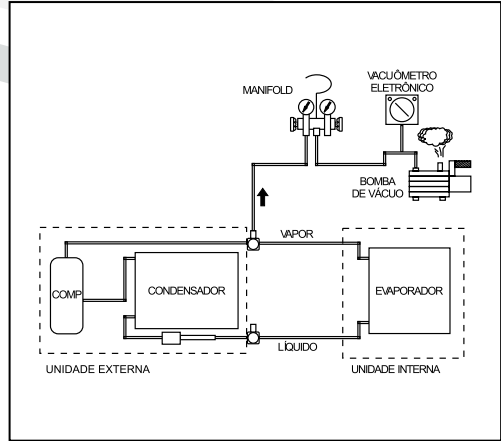 MANIFOLD
VACUÔMETRO
ELETRÔNICO
BOMBA
DE VÁCUO
VAPOR
COMP
CONDENSADOR
EVAPORADOR
LÍQUIDO
UNIDADE EXTERNA
UNIDADE INTERNA